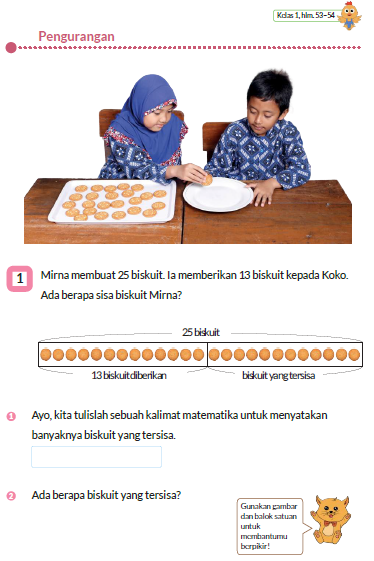 Kelas 1, hlm. 53–54
Pengurangan
1
Mirna membuat 25 biskuit. Ia memberikan 13 biskuit kepada Koko.
Ada berapa sisa biskuit Mirna?
25 biskuit
13 biskuit diberikan biskuit yang tersisa
1 Ayo, kita tulislah sebuah kalimat matematika untuk menyatakan
banyaknya biskuit yang tersisa.
2 Ada berapa biskuit yang tersisa?
Gunakan gambar
dan balok satuan
untuk
membantumu
berpikir!